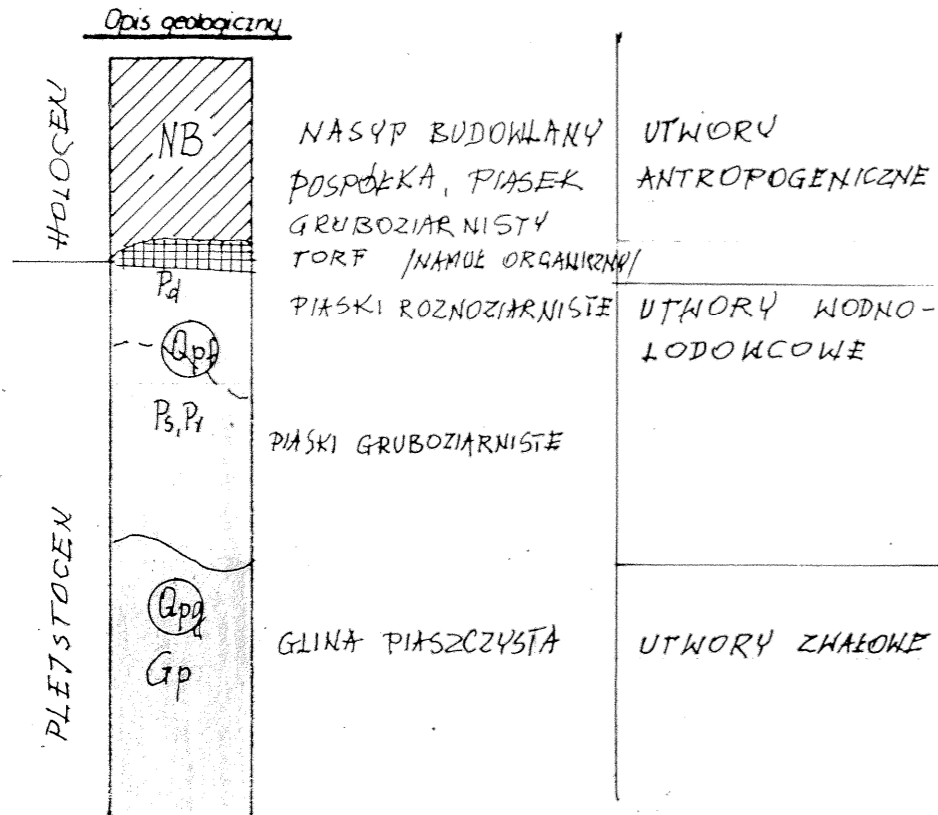 Opis geologiczny
HOLOCEN
NB
NASYP BUDOWLANY
POSPÓŁKA, PIASEK
GRUBOZIARNISTY
UTWORY
ANTROPOGENICZNE
TORF /NAMUŁ ORGANICZNY/
Pd
PIASKI ROZNOZIARNISTE
UTWORY WODNO-
LODOWCOWE
Qpf
Ps, Pr
PIASKI GRUBOZIARNISTE
PLEJSTOCEN
Qpg
Gp
GLINA PIASZCZYSTA
UTWORY ZWAŁOWE